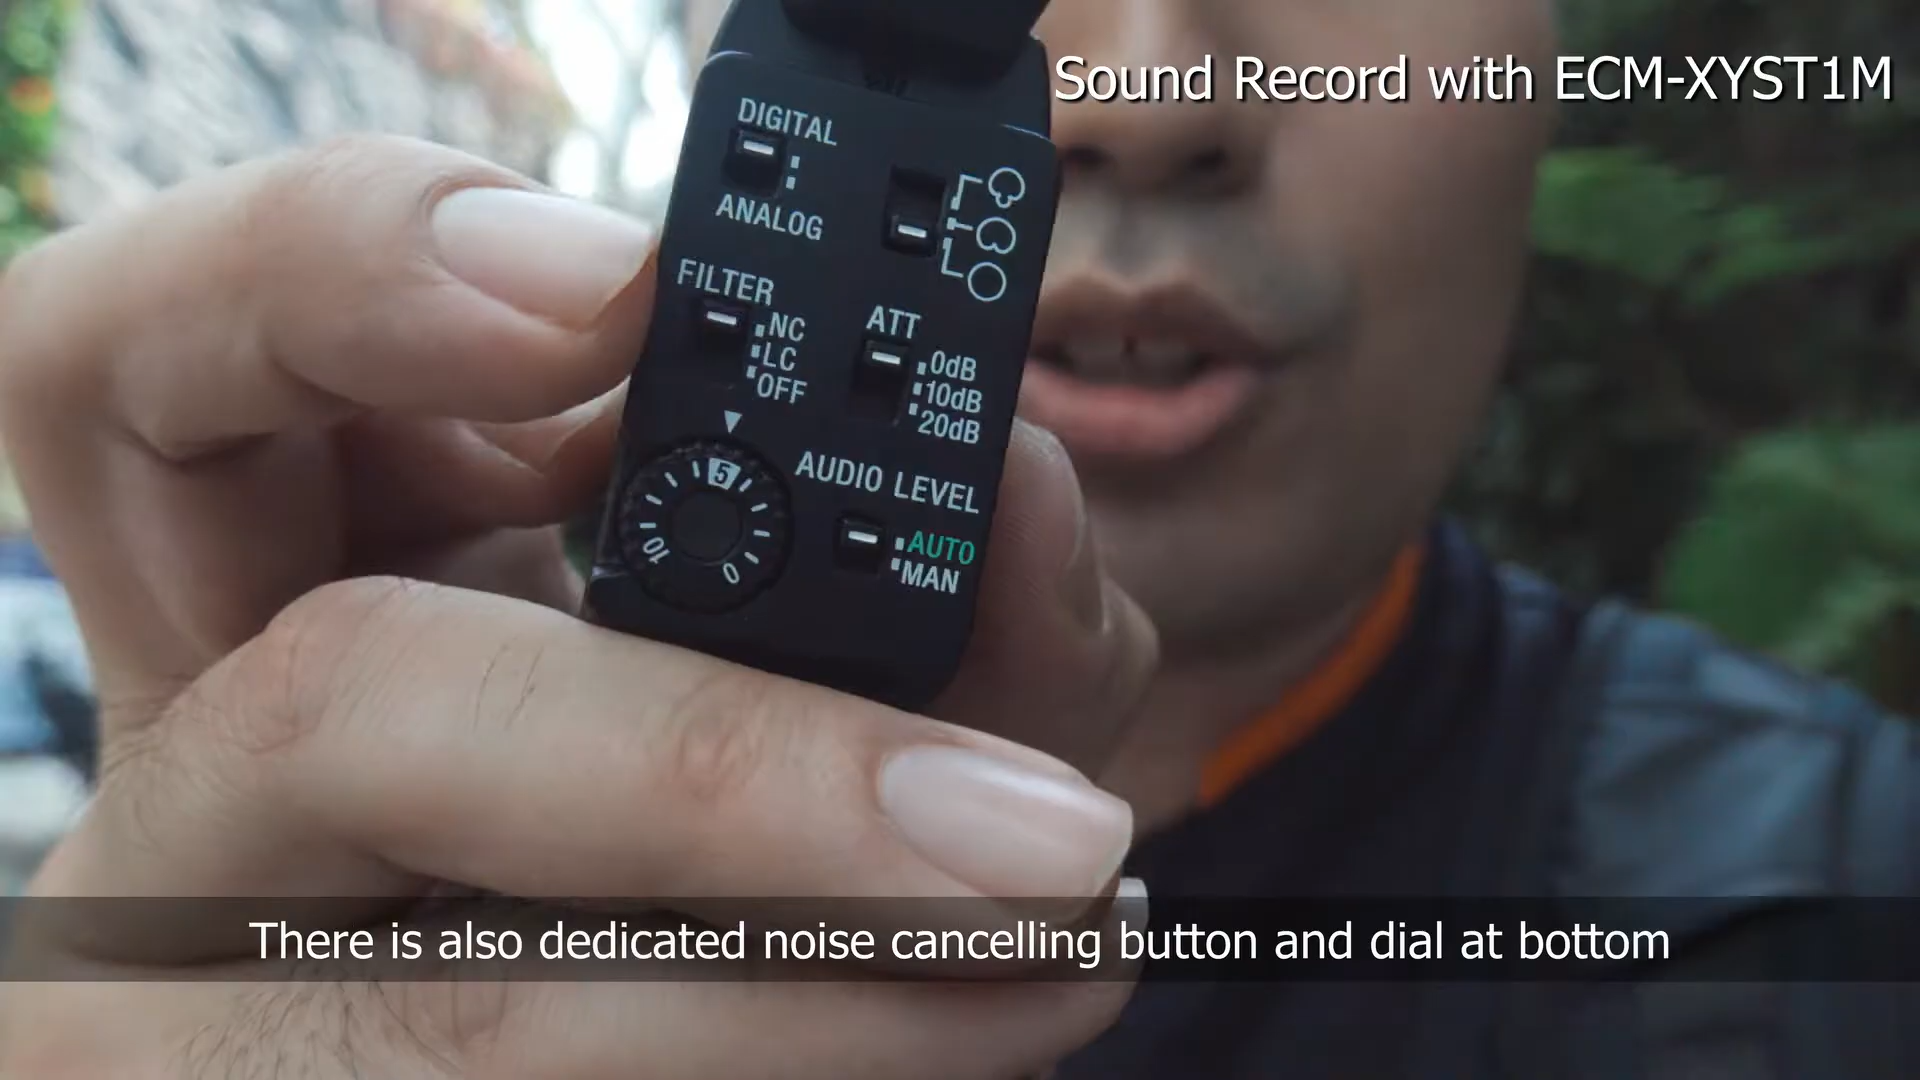 Sound Record with ECM-XYST1M
DIGITAL
ANALOG
FILTER
NC
LC
OFF
ATT
0dB
10dB
20dB
5
10
0
AUDIO LEVEL
AUTO
MAN
There is also dedicated noise cancelling button and dial at bottom